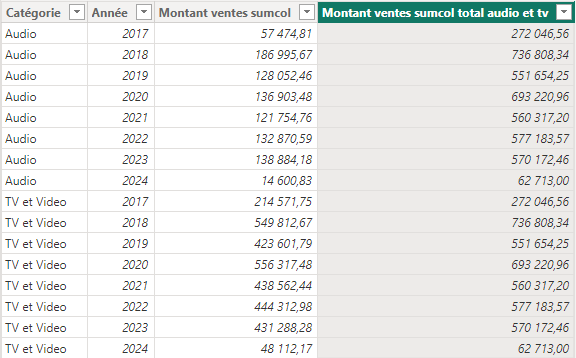 Catégorie Année Montant ventes sumcol Montant ventes sumcol total audio et tv
Audio 2017 57 474,81 272 046,56
Audio 2018 186 995,67 736 808,34
Audio 2019 128 052,46 551 654,25
Audio 2020 136 903,48 693 220,96
Audio 2021 121 754,76 560 317,20
Audio 2022 132 870,59 577 183,57
Audio 2023 138 884,18 570 172,46
Audio 2024 14 600,83 62 713,00
TV et Video 2017 214 571,75 272 046,56
TV et Video 2018 549 812,67 736 808,34
TV et Video 2019 423 601,79 551 654,25
TV et Video 2020 556 317,48 693 220,96
TV et Video 2021 438 562,44 560 317,20
TV et Video 2022 444 312,98 577 183,57
TV et Video 2023 431 288,28 570 172,46
TV et Video 2024 48 112,17 62 713,00